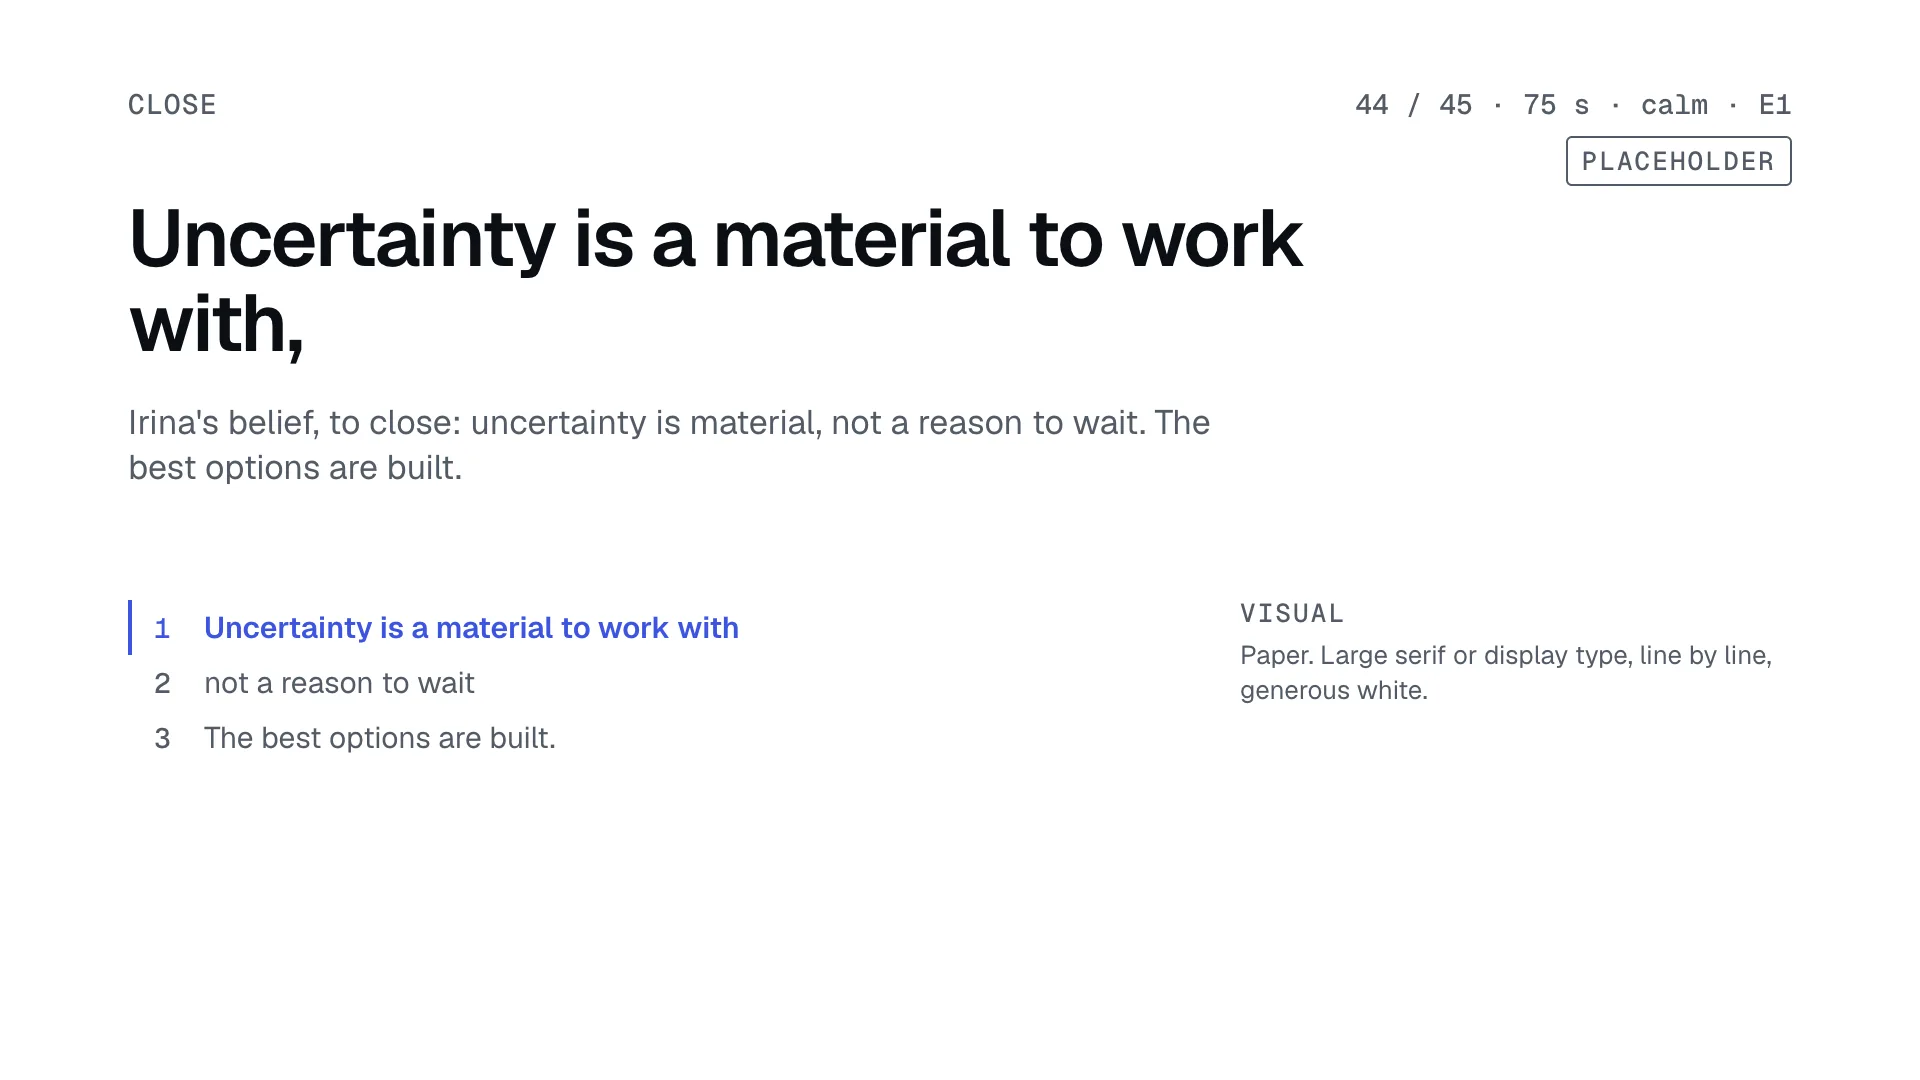 CLOSE
44 / 45 · 75 s · calm · E1
PLACEHOLDER
Uncertainty is a material to work
with,
Irina's belief, to close: uncertainty is material, not a reason to wait. The
best options are built.
1 Uncertainty is a material to work with
2 not a reason to wait
3 The best options are built.
VISUAL
Paper. Large serif or display type, line by line,
generous white.